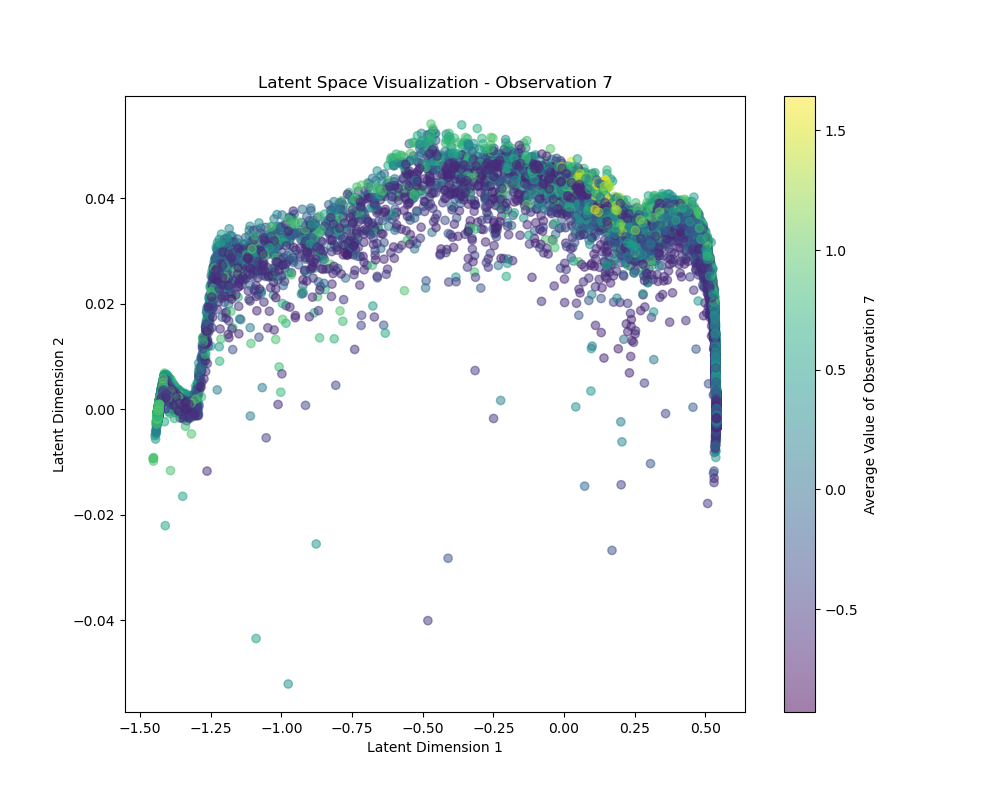 Latent Space Visualization - Observation 7
Latent Dimension 2
0.04
0.02
0.00
−0.02
−0.04
−1.50 −1.25 −1.00 −0.75 −0.50 −0.25 0.00 0.25 0.50
Latent Dimension 1
1.5
1.0
0.5
0.0
−0.5
Average Value of Observation 7